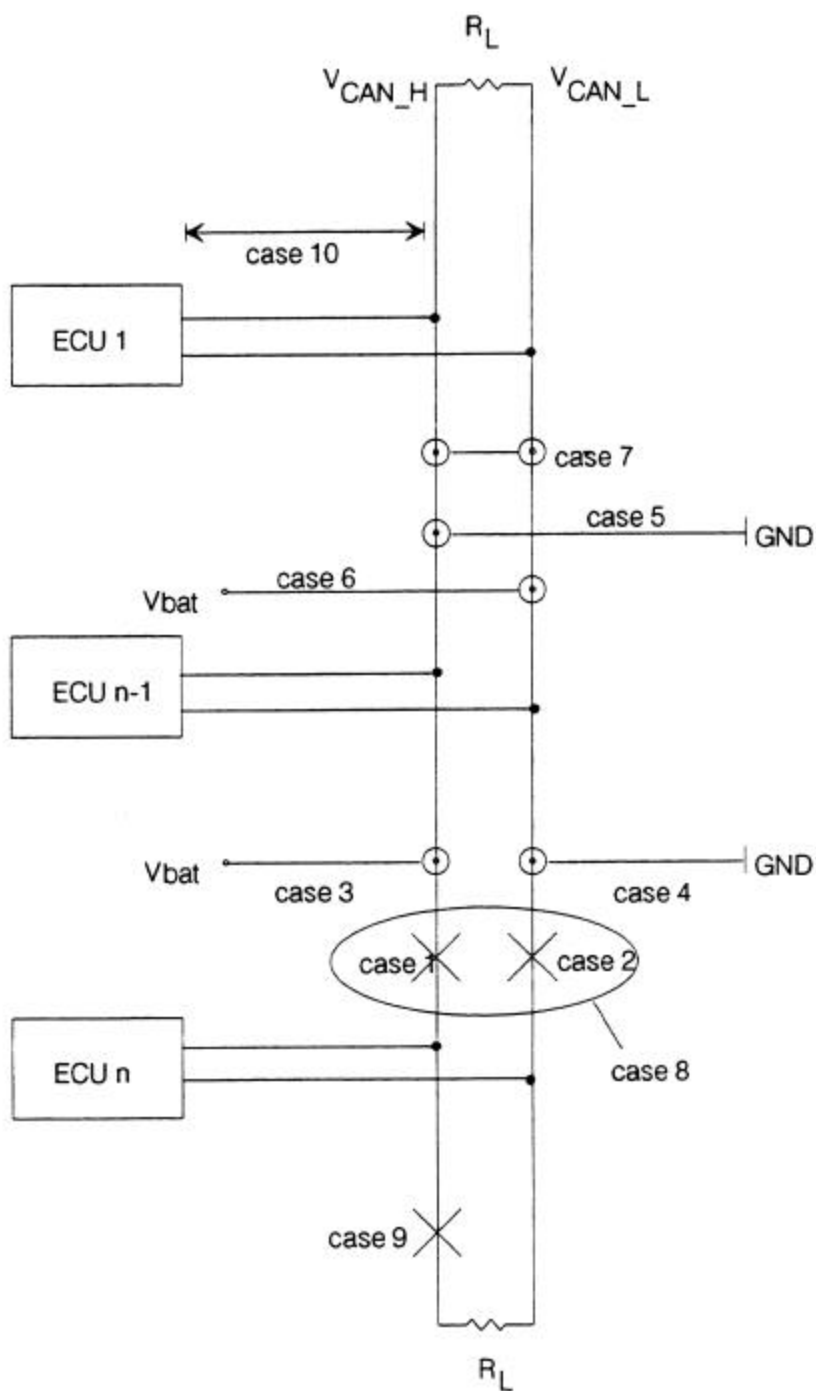 R_L
V_CAN_H
V_CAN_L
case 10
ECU 1
case 7
case 5
GND
case 6
Vbat
ECU n-1
Vbat
case 3
GND
case 4
case 1
case 2
ECU n
case 8
case 9
R_L